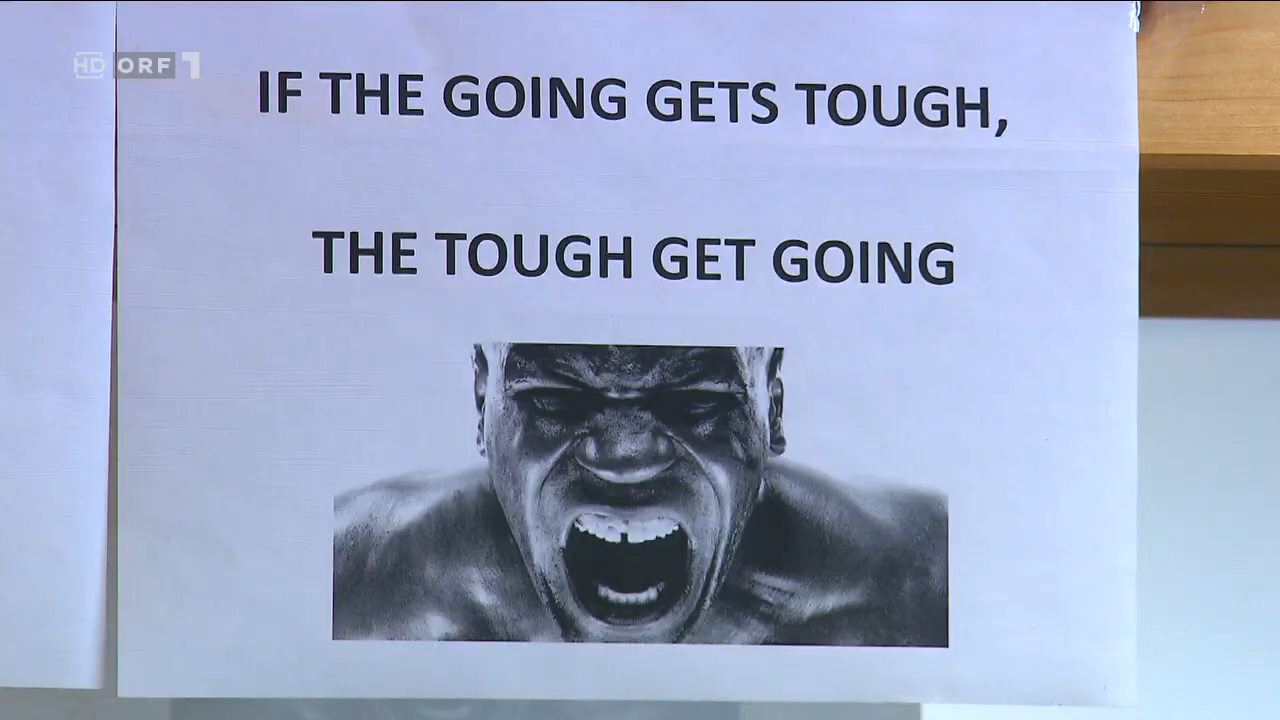 HD ORF 1
IF THE GOING GETS TOUGH,
THE TOUGH GET GOING